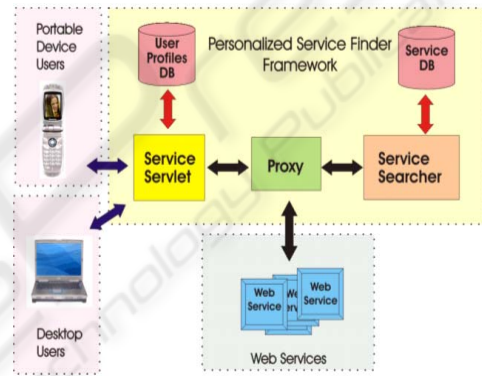 Portable
Device
Users
User
Profiles
DB
Personalized Service Finder
Framework
Service
DB
Service
Servlet
Proxy
Service
Searcher
Desktop
Users
Web
Service
Web
Service
Web Services